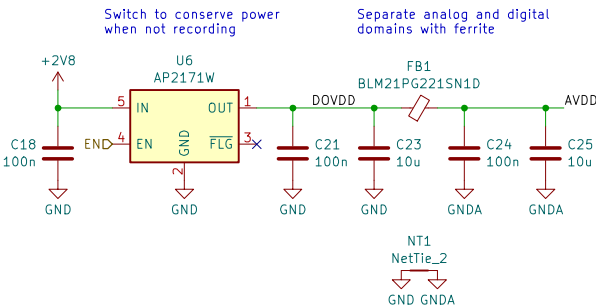 Switch to conserve power
when not recording
Separate analog and digital
domains with ferrite
+2V8
U6
AP2171W
FB1
BLM21PG221SN1D
5 IN
OUT 1
DOVDD
AVDD
EN
4 EN
GND
FLG 3
2
C18
100n
C21
100n
C23
10u
C24
100n
C25
10u
GND
GND
GND
GND
GNDA
GNDA
NT1
NetTie_2
GND
GNDA